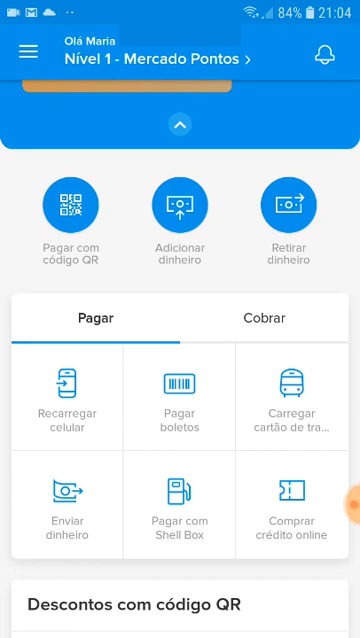 84% 21:04
Olá Maria
Nível 1 - Mercado Pontos
Pagar com
código QR
Adicionar
dinheiro
Retirar
dinheiro
Pagar
Cobrar
Recarregar
celular
Pagar
boletos
Carregar
cartão de tra...
Enviar
dinheiro
Pagar com
Shell Box
Comprar
crédito online
Descontos com código QR